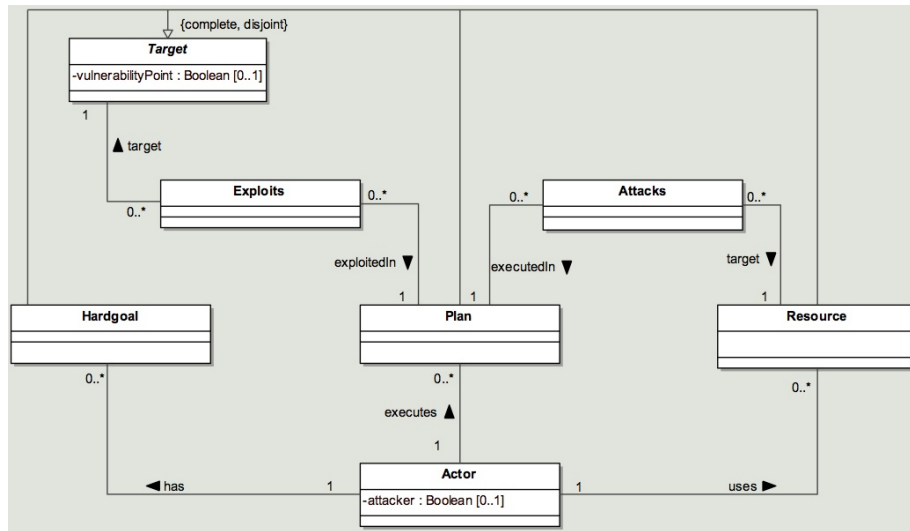 {complete, disjoint}
Target
-vulnerabilityPoint : Boolean [0..1]
1
▲ target
Exploits
0..*
0..*
Attacks
0..*
0..*
exploitedIn ▼
executedIn ▼
target ▼
1
1
1
1
Hardgoal
Plan
Resource
0..*
0..*
0..*
executes ▲
1
Actor
-attacker : Boolean [0..1]
◄ has
1
1
uses ►